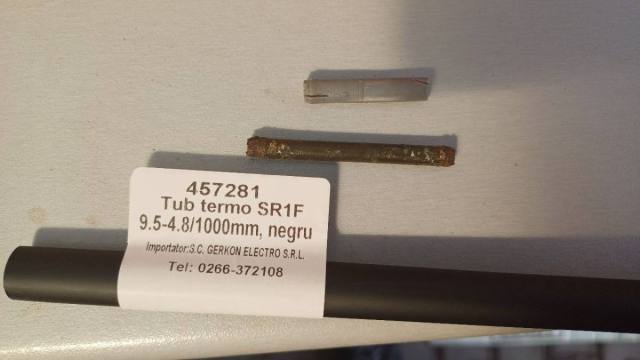 457281
Tub termo SR1F
9.5-4.8/1000mm, negru
Importator:S.C. GERKON ELECTRO S.R.L.
Tel: 0266-372108